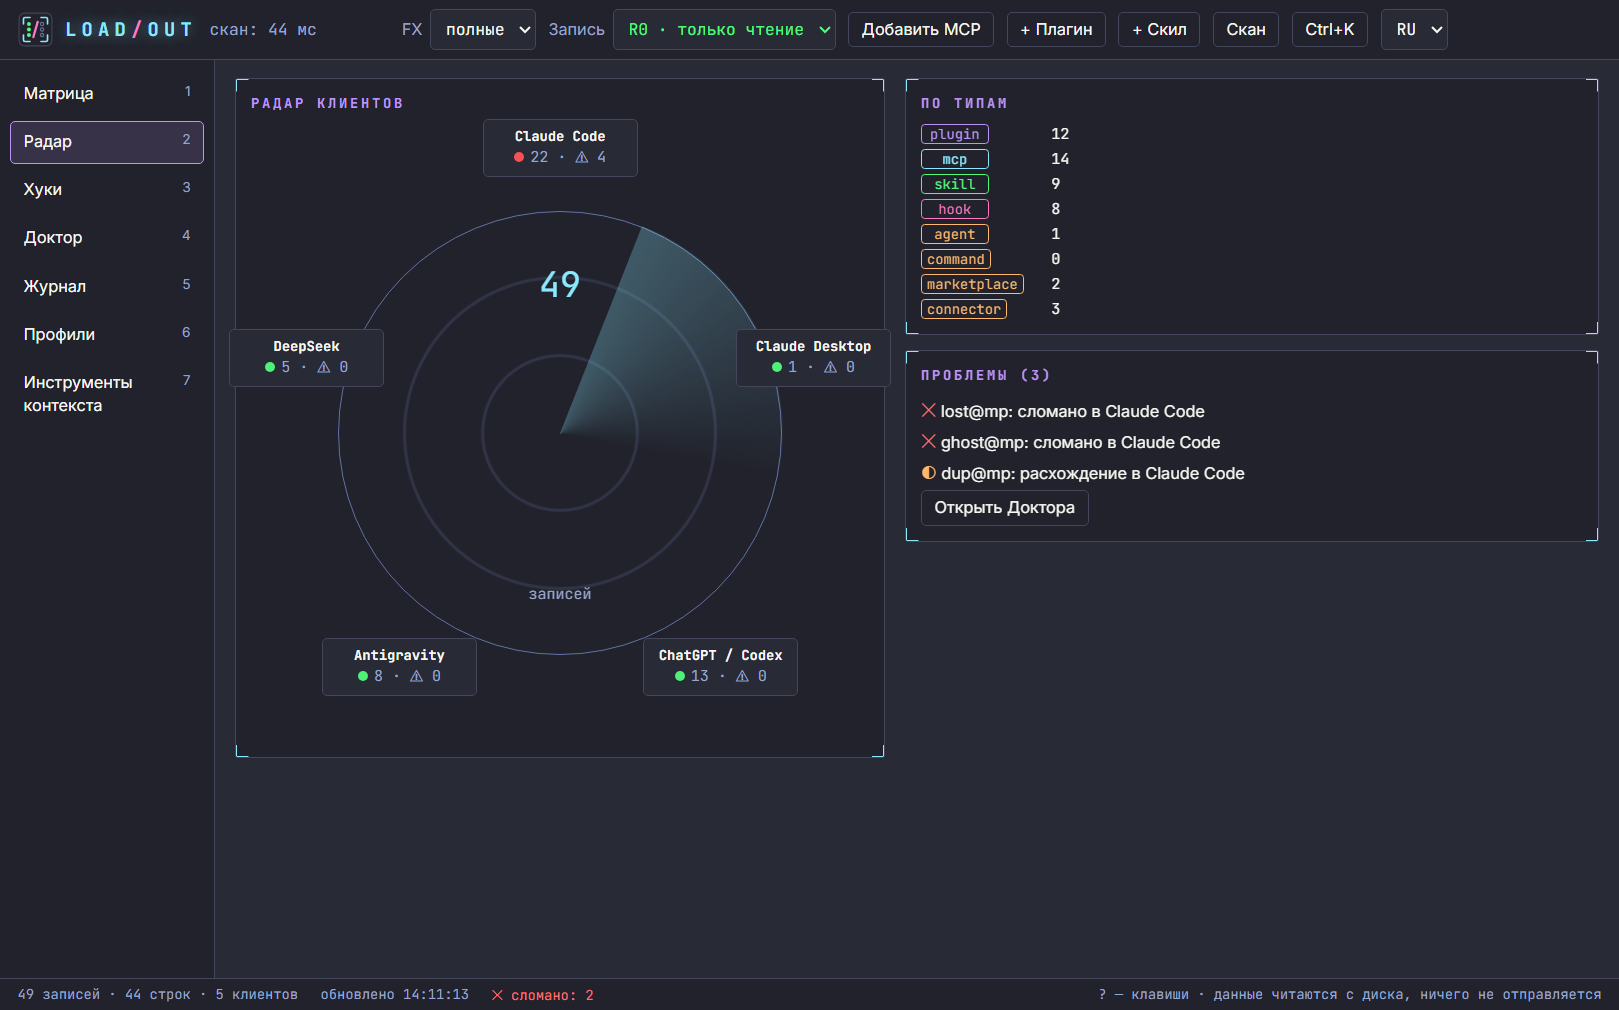 LOAD/OUT скан: 44 мс FX полные Запись R0 · только чтение Добавить MCP + Плагин + Скил Скан Ctrl+K RU
Матрица 1
Радар 2
Хуки 3
Доктор 4
Журнал 5
Профили 6
Инструменты контекста 7
РАДАР КЛИЕНТОВ
Claude Code
22 · ⚠ 4
49
DeepSeek
5 · ⚠ 0
Claude Desktop
1 · ⚠ 0
записей
Antigravity
8 · ⚠ 0
ChatGPT / Codex
13 · ⚠ 0
ПО ТИПАМ
plugin 12
mcp 14
skill 9
hook 8
agent 1
command 0
marketplace 2
connector 3
ПРОБЛЕМЫ (3)
lost@mp: сломано в Claude Code
ghost@mp: сломано в Claude Code
dup@mp: расхождение в Claude Code
Открыть Доктора
49 записей · 44 строк · 5 клиентов обновлено 14:11:13 сломано: 2 ? — клавиши · данные читаются с диска, ничего не отправляется